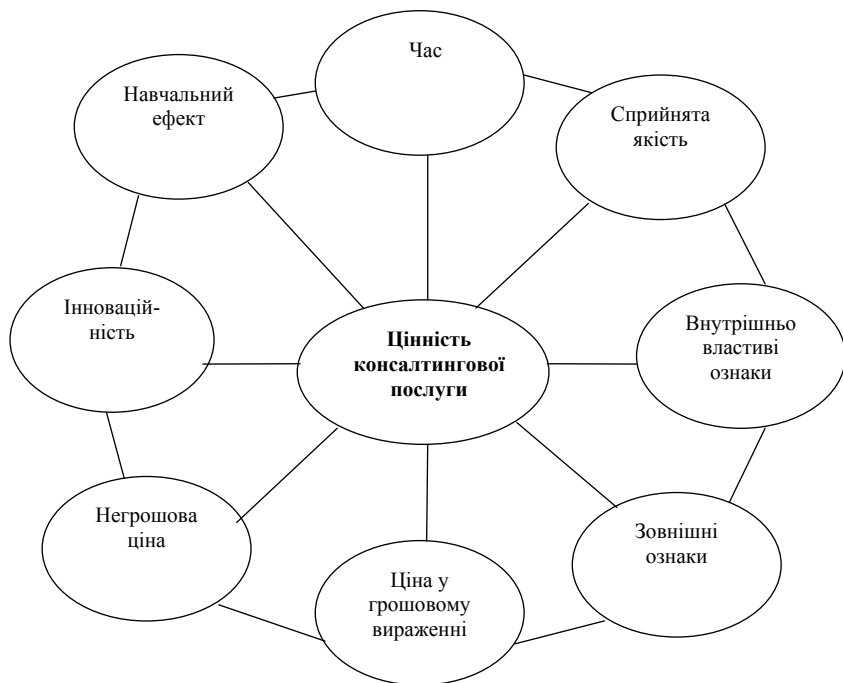 Час
Навчальний
ефект
Сприйнята
якість
Інновацій-
ність
Цінність
консалтингової
послуги
Внутрішньо
властиві
ознаки
Негрошова
ціна
Зовнішні
ознаки
Ціна у
грошовому
вираженні